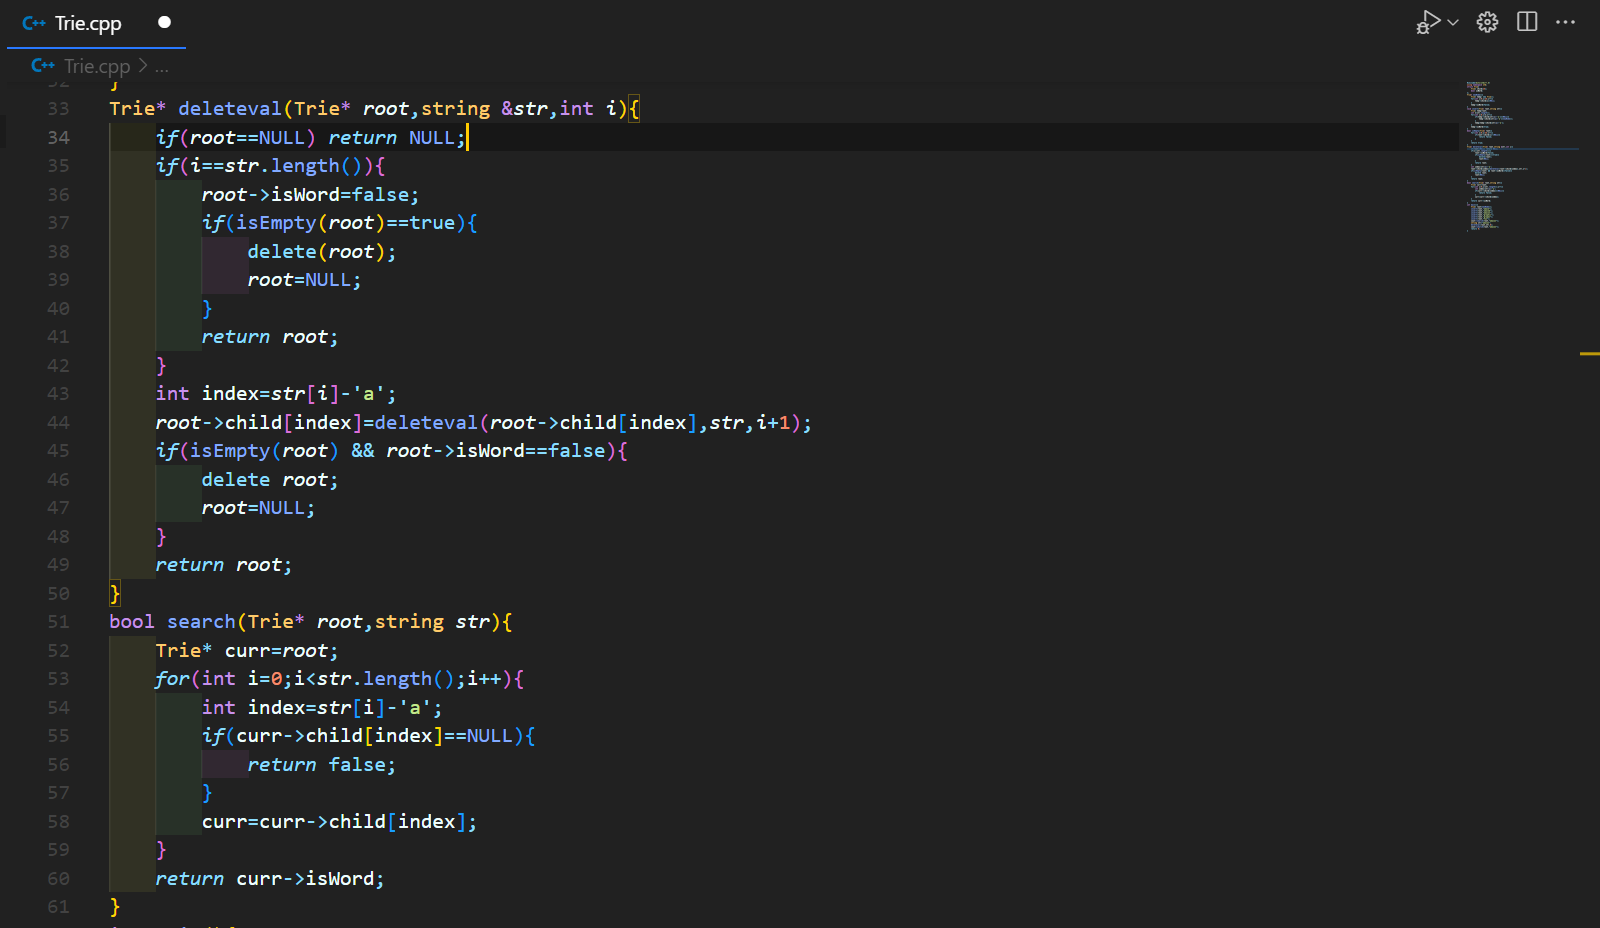 C++ Trie.cpp
C++ Trie.cpp > ...
}
33 Trie* deleteval(Trie* root,string &str,int i){
34 if(root==NULL) return NULL;
35 if(i==str.length()){
36 root->isWord=false;
37 if(isEmpty(root)==true){
38 delete(root);
39 root=NULL;
40 }
41 return root;
42 }
43 int index=str[i]-'a';
44 root->child[index]=deleteval(root->child[index],str,i+1);
45 if(isEmpty(root) && root->isWord==false){
46 delete root;
47 root=NULL;
48 }
49 return root;
50 }
51 bool search(Trie* root,string str){
52 Trie* curr=root;
53 for(int i=0;i<str.length();i++){
54 int index=str[i]-'a';
55 if(curr->child[index]==NULL){
56 return false;
57 }
58 curr=curr->child[index];
59 }
60 return curr->isWord;
61 }